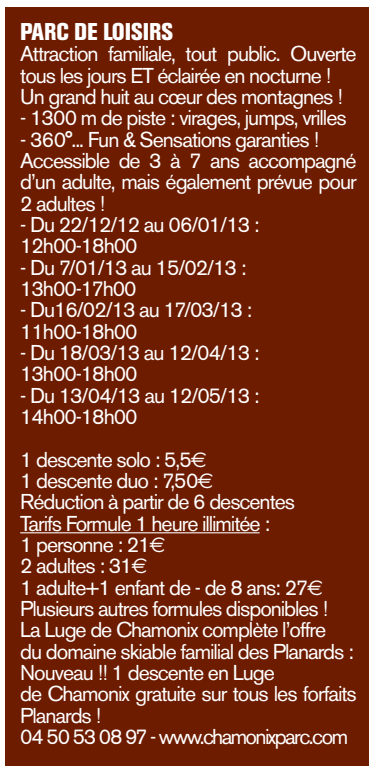 PARC DE LOISIRS
Attraction familiale, tout public. Ouverte
tous les jours ET éclairée en nocturne !
Un grand huit au cœur des montagnes !
- 1300 m de piste : virages, jumps, vrilles
- 360°... Fun & Sensations garanties !
Accessible de 3 à 7 ans accompagné
d'un adulte, mais également prévue pour
2 adultes !
- Du 22/12/12 au 06/01/13 :
12h00-18h00
- Du 7/01/13 au 15/02/13 :
13h00-17h00
- Du16/02/13 au 17/03/13 :
11h00-18h00
- Du 18/03/13 au 12/04/13 :
13h00-18h00
- Du 13/04/13 au 12/05/13 :
14h00-18h00
1 descente solo : 5,5€
1 descente duo : 7,50€
Réduction à partir de 6 descentes
Tarifs Formule 1 heure illimitée :
1 personne : 21€
2 adultes : 31€
1 adulte+1 enfant de - de 8 ans: 27€
Plusieurs autres formules disponibles !
La Luge de Chamonix complète l'offre
du domaine skiable familial des Planards :
Nouveau !! 1 descente en Luge
de Chamonix gratuite sur tous les forfaits
Planards !
04 50 53 08 97 - www.chamonixparc.com